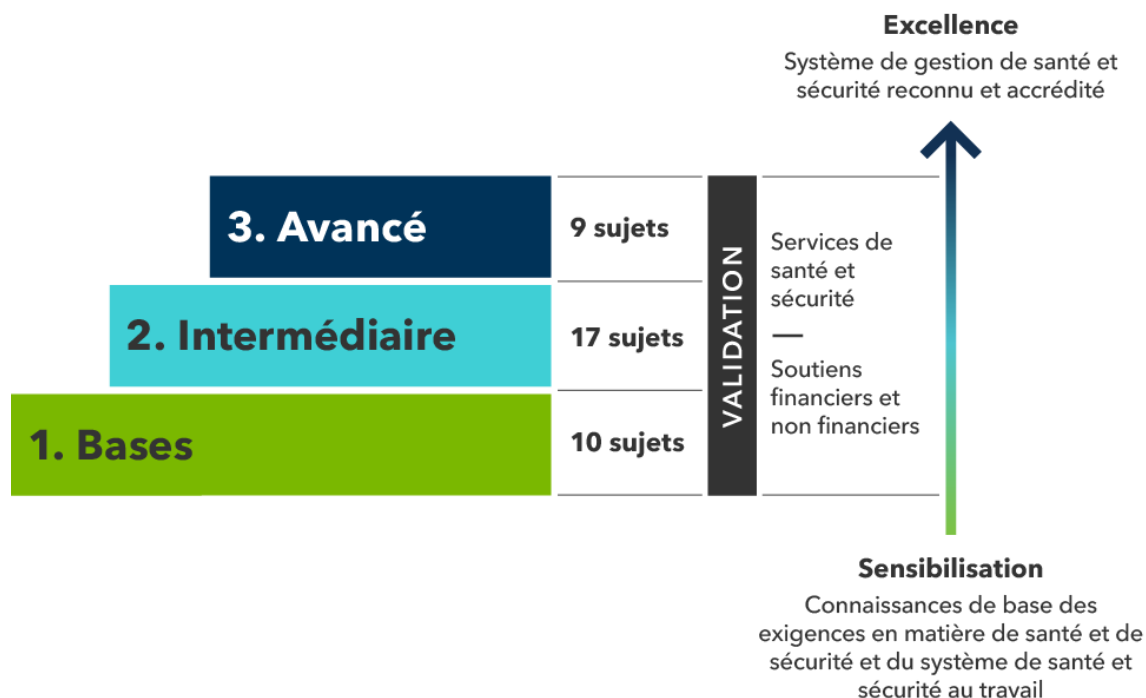 Excellence
Système de gestion de santé et
sécurité reconnu et accrédité
3. Avancé
9 sujets
2. Intermédiaire
17 sujets
1. Bases
10 sujets
VALIDATION
Services de
santé et
sécurité
—
Soutiens
financiers et
non financiers
Sensibilisation
Connaissances de base des
exigences en matière de santé et de
sécurité et du système de santé et
sécurité au travail